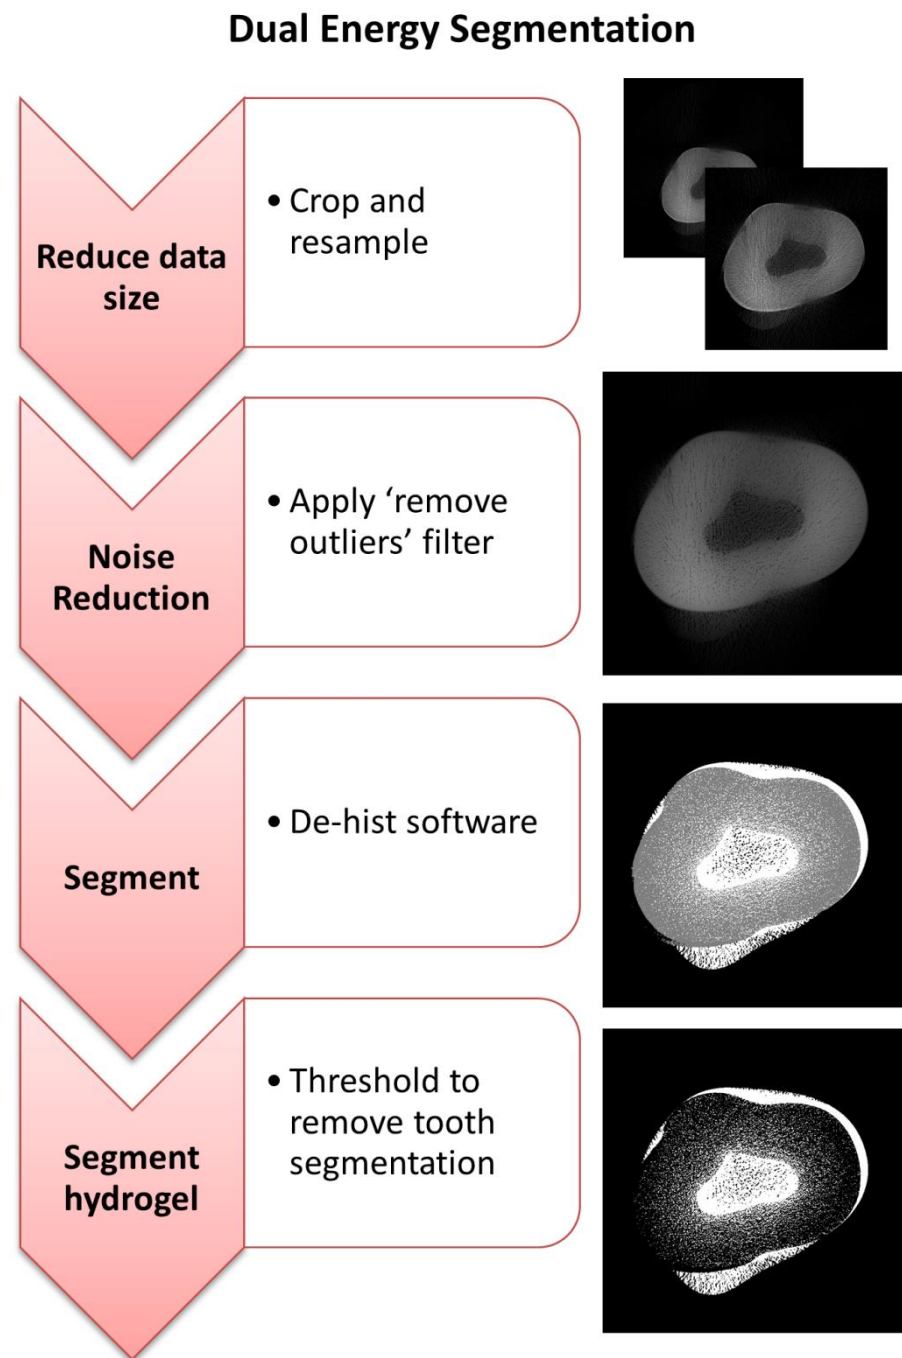 Dual Energy Segmentation
Reduce data
size
• Crop and
resample
Noise
Reduction
• Apply ‘remove
outliers’ filter
Segment
• De-hist software
Segment
hydrogel
• Threshold to
remove tooth
segmentation